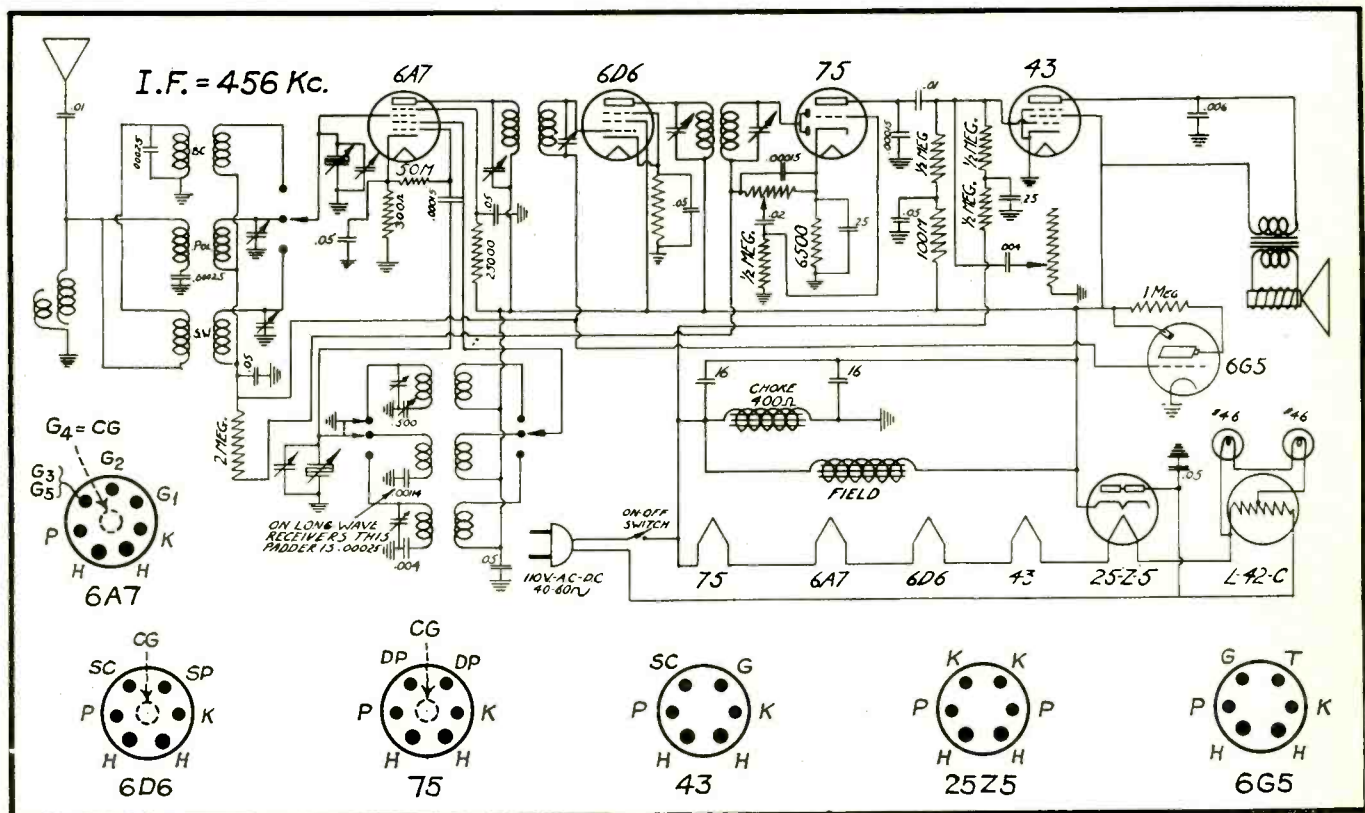 I.F. = 456 Kc.
6A7
6D6
75
43
.01
.01
.006
.00025
BC
50M
.00015
.00015
.00015
½ MEG.
½ MEG.
300Ω
.05
.05
.05
.02
.25
.05
½ MEG.
.25
POL
.00025
25000
½ MEG.
6500
100M
.004
1 MEG
SW
.05
16
16
6G5
CHOKE
400Ω
#46
#46
2 MEG.
.500
FIELD
.05
.0014
ON LONG WAVE
RECEIVERS THIS
PADDER IS .00025
.004
.05
ON-OFF
SWITCH
110V.-AC-DC
40-60~
75
6A7
6D6
43
25-Z-5
L-42-C
G4 = CG
G2
G3
G5
G1
P
K
H
H
6A7
CG
SC
SP
P
K
H
H
6D6
CG
DP
DP
P
K
H
H
75
SC
G
P
K
H
H
43
K
K
P
P
H
H
25Z5
G
T
P
K
H
H
6G5